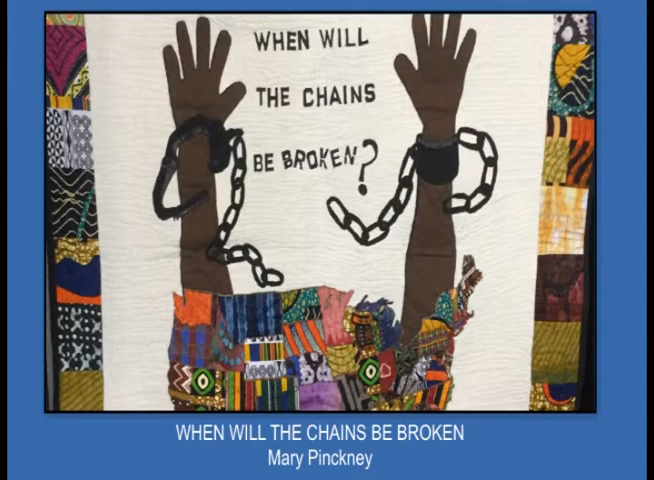 WHEN WILL
THE CHAINS
BE BROKEN?
WHEN WILL THE CHAINS BE BROKEN
Mary Pinckney